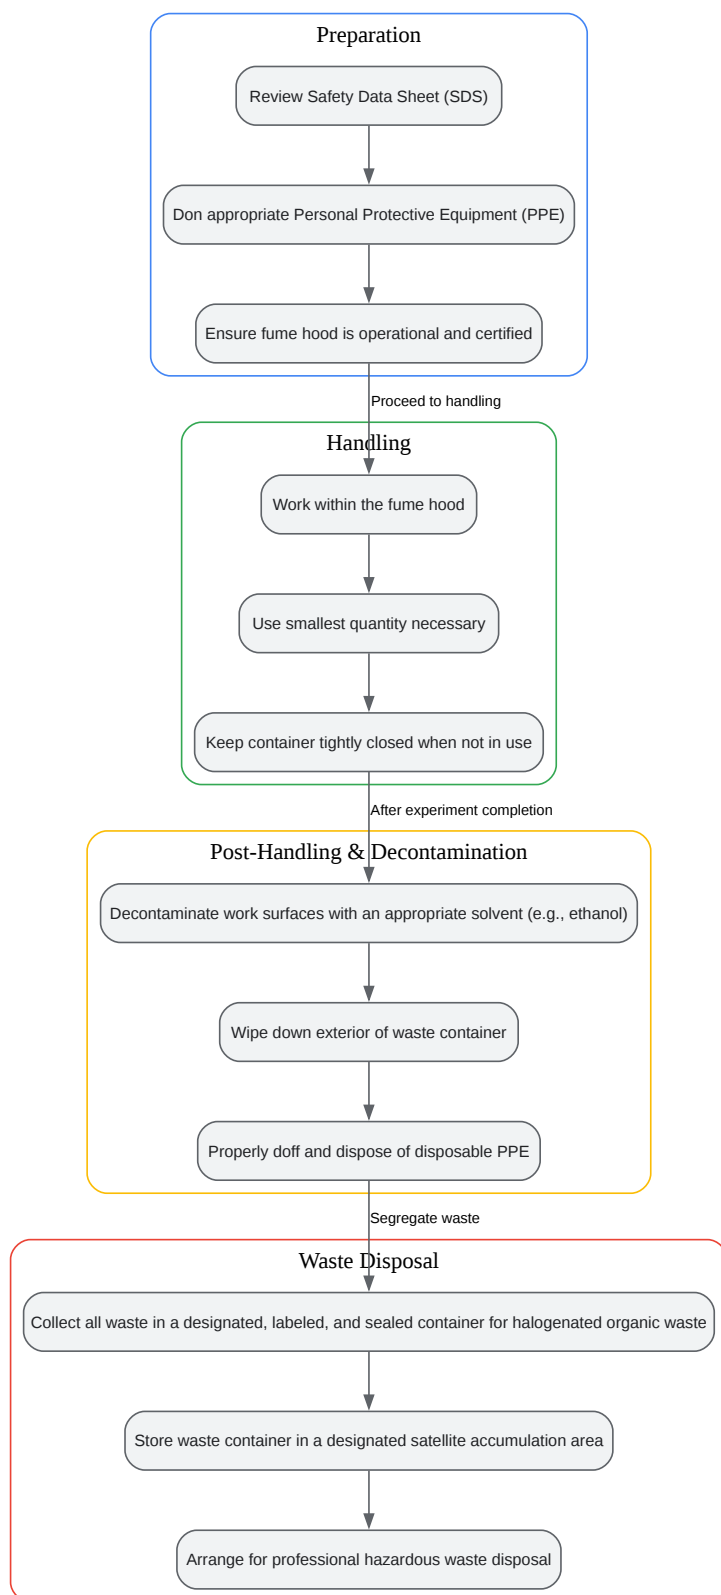 Preparation
Review Safety Data Sheet (SDS)
Don appropriate Personal Protective Equipment (PPE)
Ensure fume hood is operational and certified
Proceed to handling
Handling
Work within the fume hood
Use smallest quantity necessary
Keep container tightly closed when not in use
After experiment completion
Post-Handling & Decontamination
Decontaminate work surfaces with an appropriate solvent (e.g., ethanol)
Wipe down exterior of waste container
Properly doff and dispose of disposable PPE
Segregate waste
Waste Disposal
Collect all waste in a designated, labeled, and sealed container for halogenated organic waste
Store waste container in a designated satellite accumulation area
Arrange for professional hazardous waste disposal